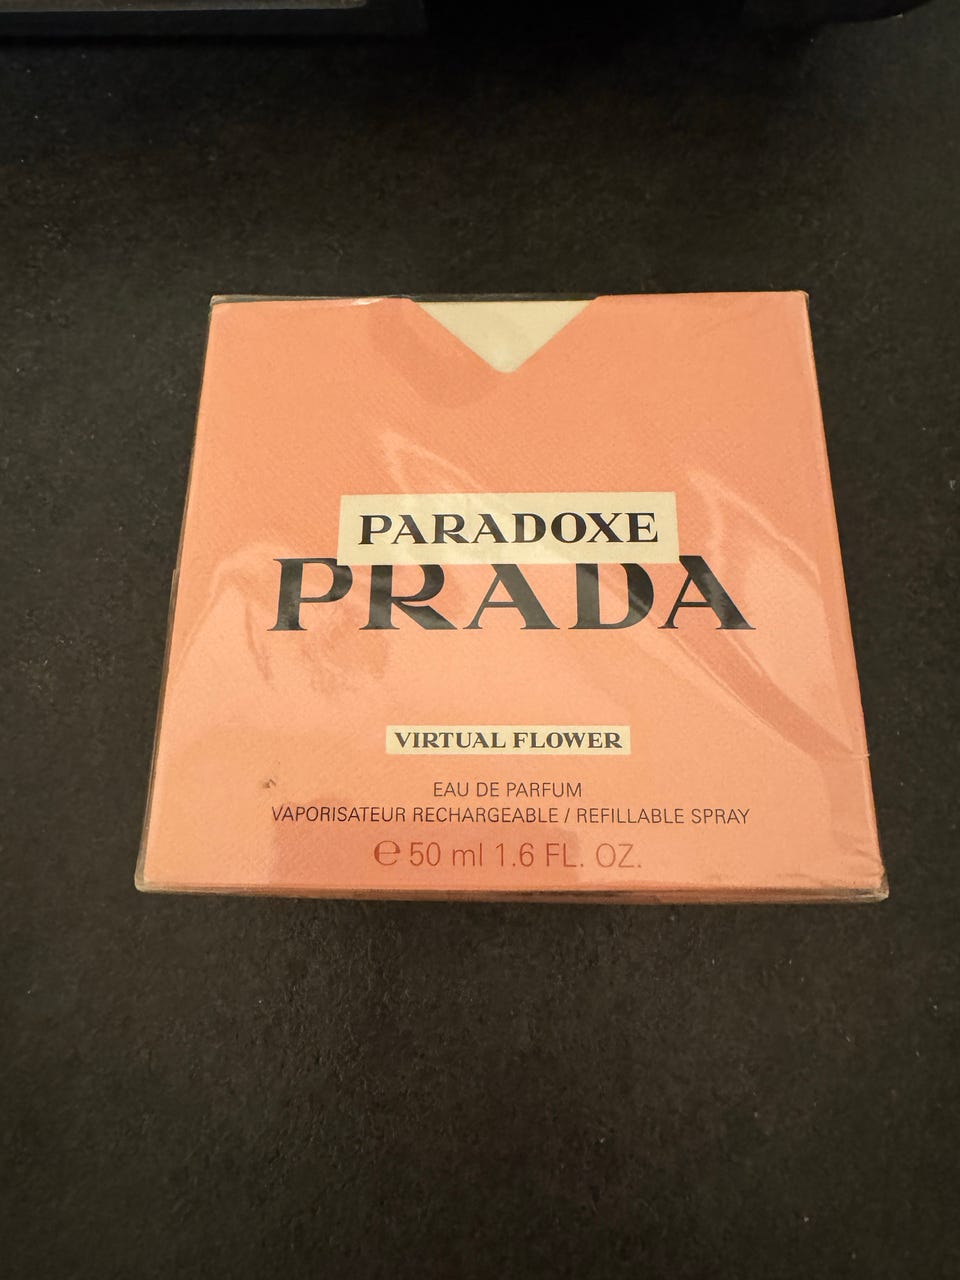 PARADOXE
PRADA
VIRTUAL FLOWER
EAU DE PARFUM
VAPORISATEUR RECHARGEABLE / REFILLABLE SPRAY
℮ 50 ml 1.6 FL. OZ.